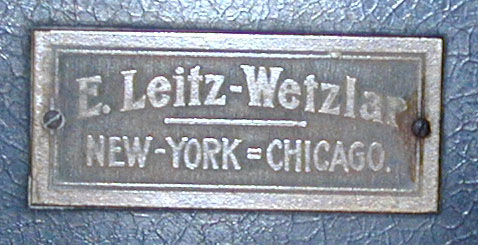 E. Leitz-Wetzlar
NEW-YORK=CHICAGO.